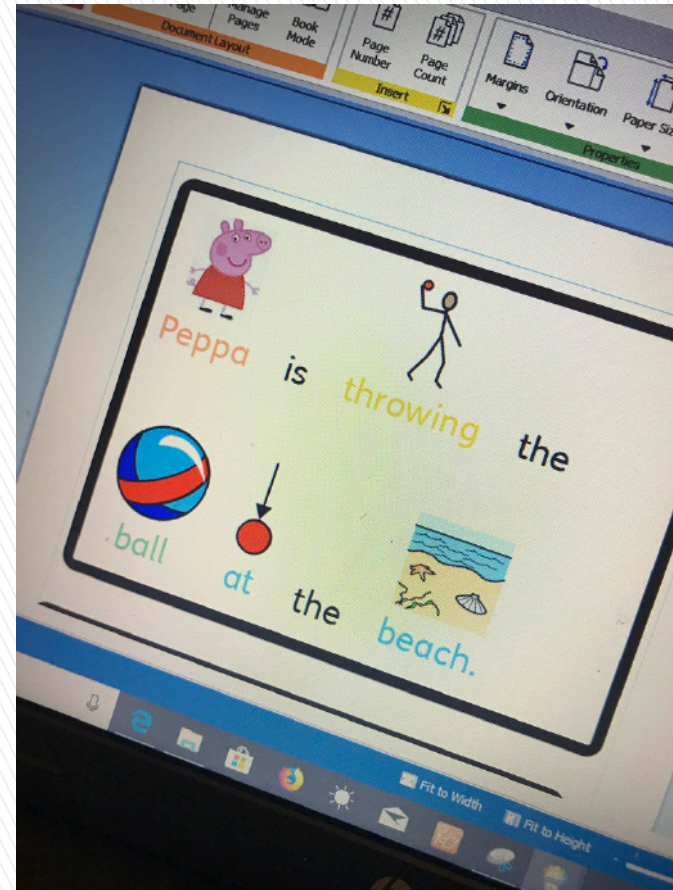 Manage Pages
Book Mode
Document Layout
Page Number
Page Count
Insert
Margins
Orientation
Paper
Properties
Peppa is throwing the
ball at the beach.
Fit to Width
Fit to Height